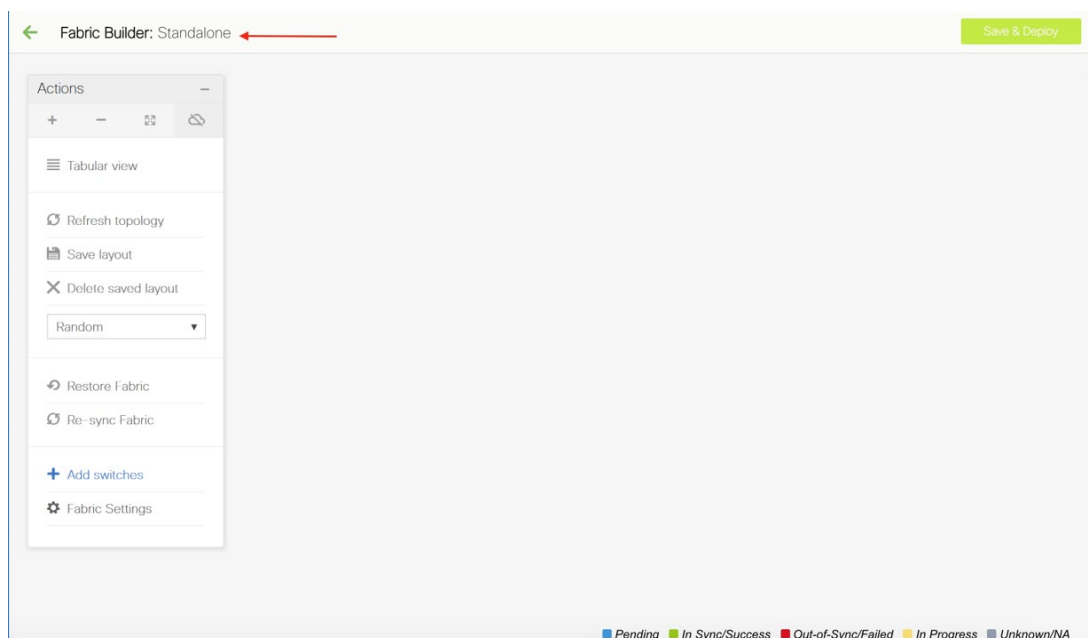 Fabric Builder: Standalone
Save & Deploy
Actions
Tabular view
Refresh topology
Save layout
Delete saved layout
Random
Restore Fabric
Re-sync Fabric
Add switches
Fabric Settings
Pending In Sync/Success Out-of-Sync/Failed In Progress Unknown/NA